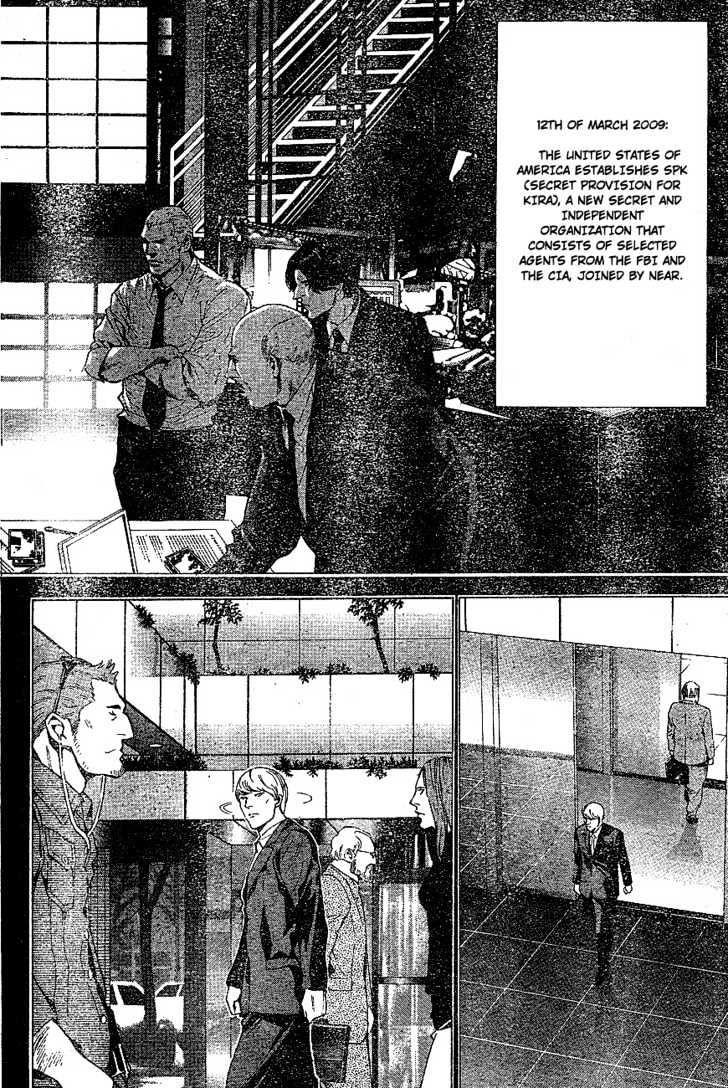 12TH OF MARCH 2009:
THE UNITED STATES OF
AMERICA ESTABLISHES SPK
(SECRET PROVISION FOR
KIRA), A NEW SECRET AND
INDEPENDENT
ORGANIZATION THAT
CONSISTS OF SELECTED
AGENTS FROM THE FBI AND
THE CIA, JOINED BY NEAR.